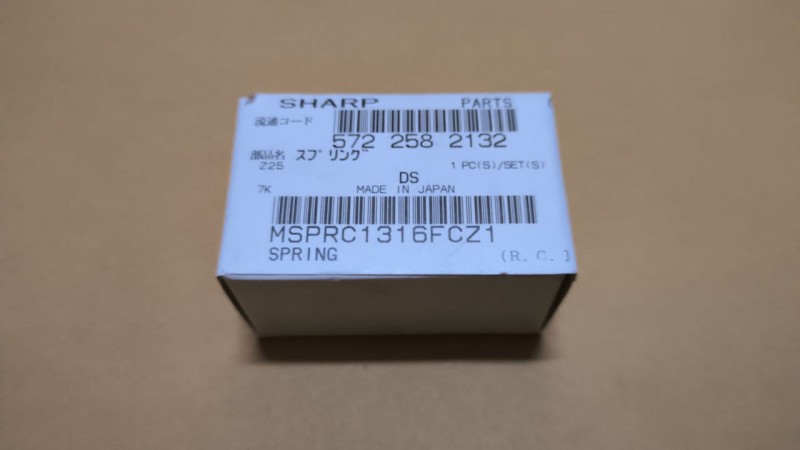 SHARP PARTS
流通コード
572 258 2132
部品名 スプリング
Z25 1 PC(S)/SET(S)
DS
7K MADE IN JAPAN
MSPRC1316FCZ1
SPRING (R.C.)